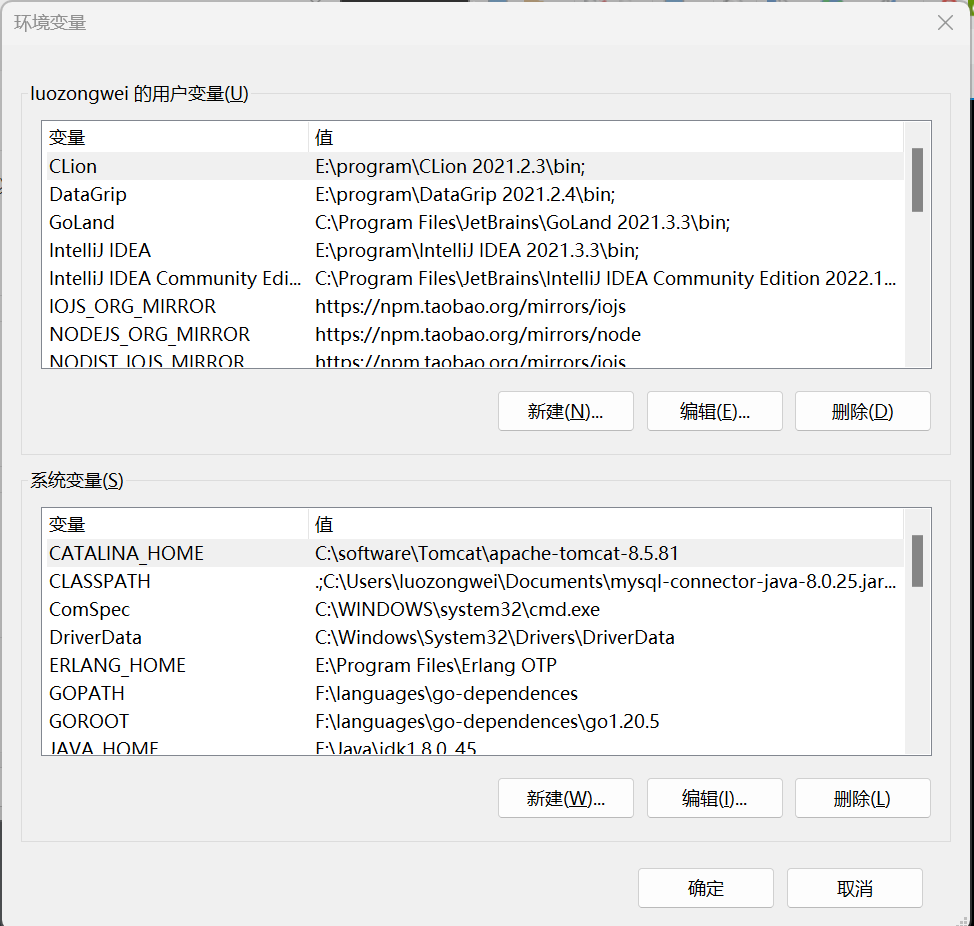 环境变量
luozongwei 的用户变量(U)
变量 值
CLion E:\program\CLion 2021.2.3\bin;
DataGrip E:\program\DataGrip 2021.2.4\bin;
GoLand C:\Program Files\JetBrains\GoLand 2021.3.3\bin;
IntelliJ IDEA E:\program\IntelliJ IDEA 2021.3.3\bin;
IntelliJ IDEA Community Edi... C:\Program Files\JetBrains\IntelliJ IDEA Community Edition 2022.1...
IOJS_ORG_MIRROR https://npm.taobao.org/mirrors/iojs
NODEJS_ORG_MIRROR https://npm.taobao.org/mirrors/node
NODIST_IOJS_MIRROR https://npm.taobao.org/mirrors/iojs
新建(N)... 编辑(E)... 删除(D)
系统变量(S)
变量 值
CATALINA_HOME C:\software\Tomcat\apache-tomcat-8.5.81
CLASSPATH .;C:\Users\luozongwei\Documents\mysql-connector-java-8.0.25.jar...
ComSpec C:\WINDOWS\system32\cmd.exe
DriverData C:\Windows\System32\Drivers\DriverData
ERLANG_HOME E:\Program Files\Erlang OTP
GOPATH F:\languages\go-dependences
GOROOT F:\languages\go-dependences\go1.20.5
JAVA_HOME E:\Java\jdk1.8.0_45
新建(W)... 编辑(I)... 删除(L)
确定 取消